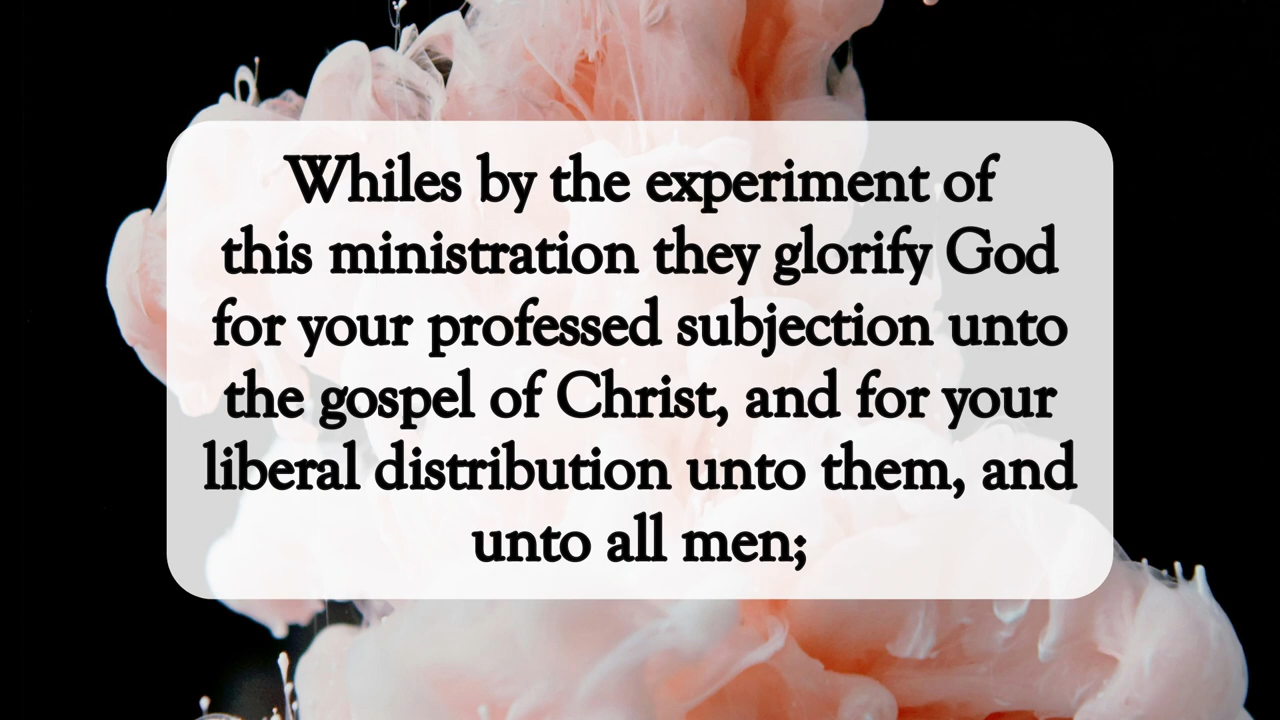 Whiles by the experiment of
this ministration they glorify God
for your professed subjection unto
the gospel of Christ, and for your
liberal distribution unto them, and
unto all men;